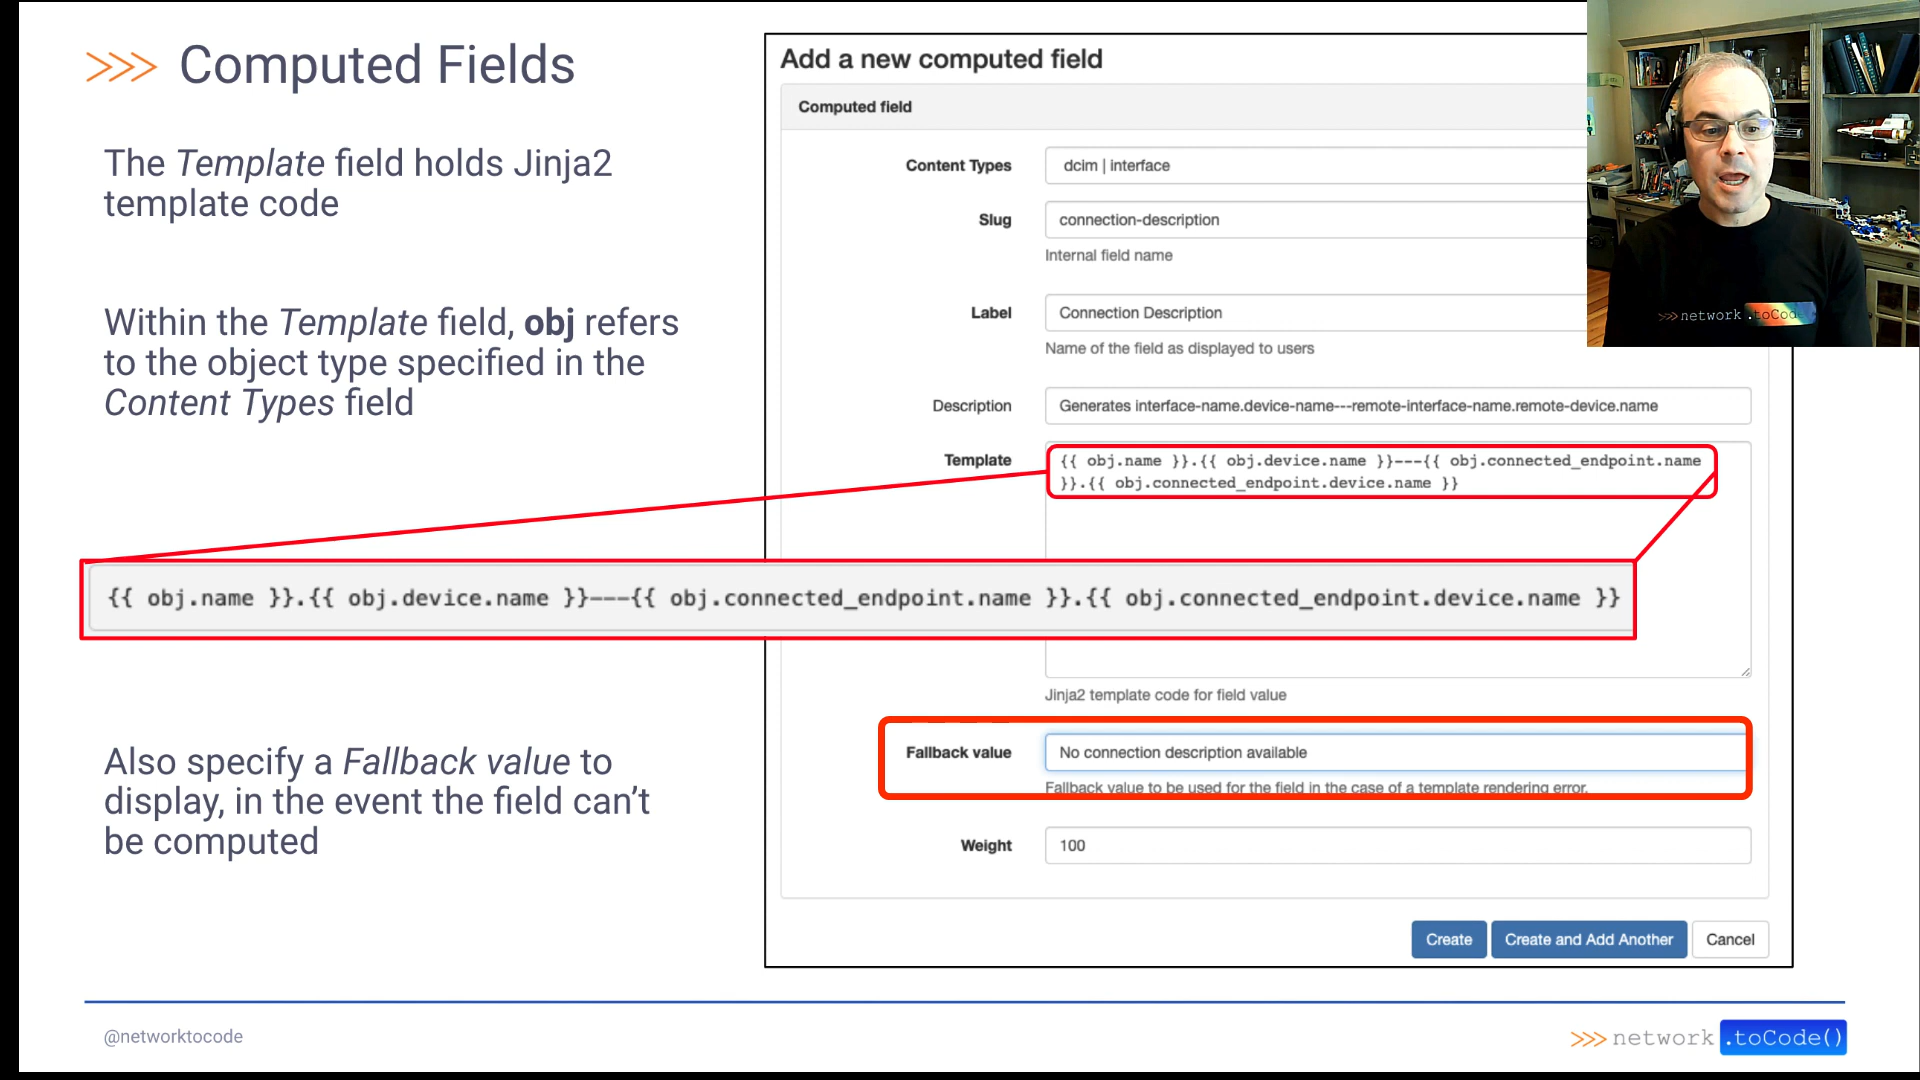 >>> Computed Fields
The Template field holds Jinja2
template code
Within the Template field, obj refers
to the object type specified in the
Content Types field
Also specify a Fallback value to
display, in the event the field can't
be computed
Add a new computed field
Computed field
Content Types dcim | interface
Slug connection-description
Internal field name
Label Connection Description
Name of the field as displayed to users
Description Generates interface-name.device-name---remote-interface-name.remote-device.name
Template {{ obj.name }}.{{ obj.device.name }}---{{ obj.connected_endpoint.name
}}.{{ obj.connected_endpoint.device.name }}
{{ obj.name }}.{{ obj.device.name }}---{{ obj.connected_endpoint.name }}.{{ obj.connected_endpoint.device.name }}
Jinja2 template code for field value
Fallback value No connection description available
Fallback value to be used for the field in the case of a template rendering error.
Weight 100
Create Create and Add Another Cancel
>>> network .toCode
@networktocode
>>> network .toCode()